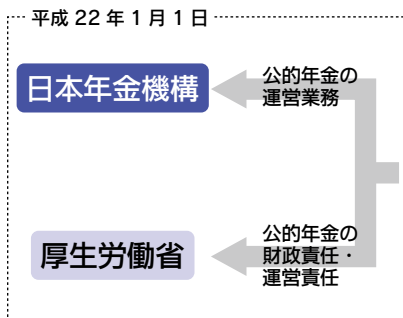 平成 22 年 1 月 1 日
日本年金機構
公的年金の
運営業務
厚生労働省
公的年金の
財政責任・
運営責任